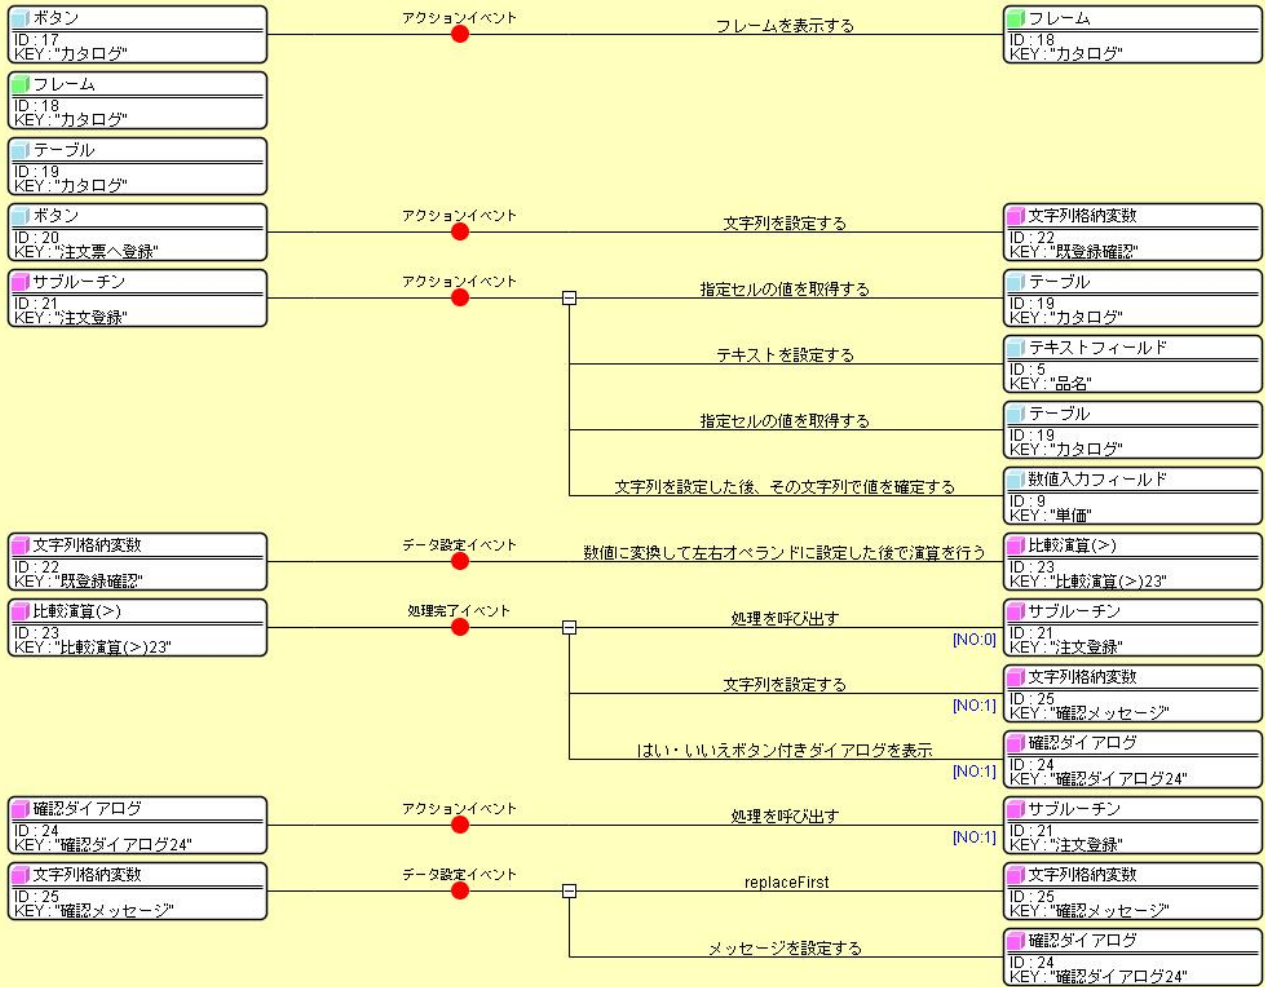 ボタン アクションイベント フレームを表示する フレーム
ID : 17 ID : 18
KEY : "カタログ" KEY : "カタログ"
フレーム
ID : 18
KEY : "カタログ"
テーブル
ID : 19
KEY : "カタログ"
ボタン アクションイベント 文字列を設定する 文字列格納変数
ID : 20 ID : 22
KEY : "注文票へ登録" KEY : "既登録確認"
サブルーチン アクションイベント 指定セルの値を取得する テーブル
ID : 21 ID : 19
KEY : "注文登録" KEY : "カタログ"
テキストを設定する テキストフィールド
ID : 5
KEY : "品名"
指定セルの値を取得する テーブル
ID : 19
KEY : "カタログ"
文字列を設定した後、その文字列で値を確定する 数値入力フィールド
ID : 9
KEY : "単価"
文字列格納変数 データ設定イベント 数値に変換して左右オペランドに設定した後で演算を行う 比較演算(>)
ID : 22 ID : 23
KEY : "既登録確認" KEY : "比較演算(>)23"
比較演算(>) 処理完了イベント 処理を呼び出す サブルーチン
ID : 23 [NO:0] ID : 21
KEY : "比較演算(>)23" KEY : "注文登録"
文字列を設定する 文字列格納変数
[NO:1] ID : 25
KEY : "確認メッセージ"
はい・いいえボタン付きダイアログを表示 確認ダイアログ
[NO:1] ID : 24
KEY : "確認ダイアログ24"
確認ダイアログ アクションイベント 処理を呼び出す サブルーチン
ID : 24 [NO:1] ID : 21
KEY : "確認ダイアログ24" KEY : "注文登録"
文字列格納変数 データ設定イベント replaceFirst 文字列格納変数
ID : 25 ID : 25
KEY : "確認メッセージ" KEY : "確認メッセージ"
メッセージを設定する 確認ダイアログ
ID : 24
KEY : "確認ダイアログ24"